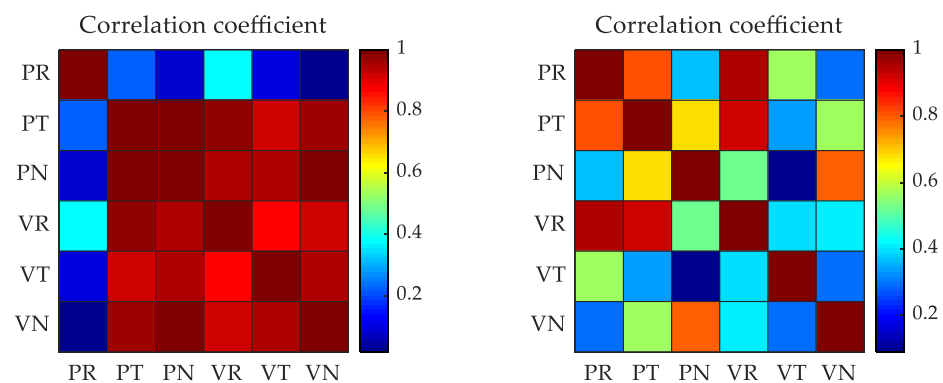 Correlation coefficient
PR
PT
PN
VR
VT
VN
PR PT PN VR VT VN
1
0.8
0.6
0.4
0.2
Correlation coefficient
PR
PT
PN
VR
VT
VN
PR PT PN VR VT VN
1
0.8
0.6
0.4
0.2